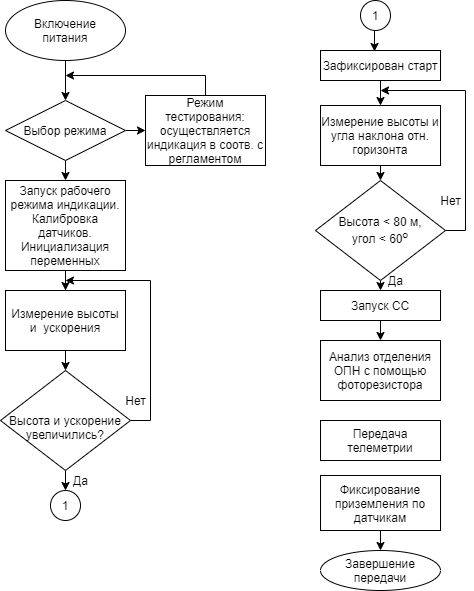 Включение
питания
Выбор режима
Режим
тестирования:
осуществляется
индикация в соотв. с
регламентом
Запуск рабочего
режима индикации.
Калибровка
датчиков.
Инициализация
переменных
Измерение высоты
и ускорения
Нет
Высота и ускорение
увеличились?
Да
1
1
Зафиксирован старт
Измерение высоты и
угла наклона отн.
горизонта
Нет
Высота < 80 м,
угол < 60°
Да
Запуск СС
Анализ отделения
ОПН с помощью
фоторезистора
Передача
телеметрии
Фиксирование
приземления по
датчикам
Завершение
передачи